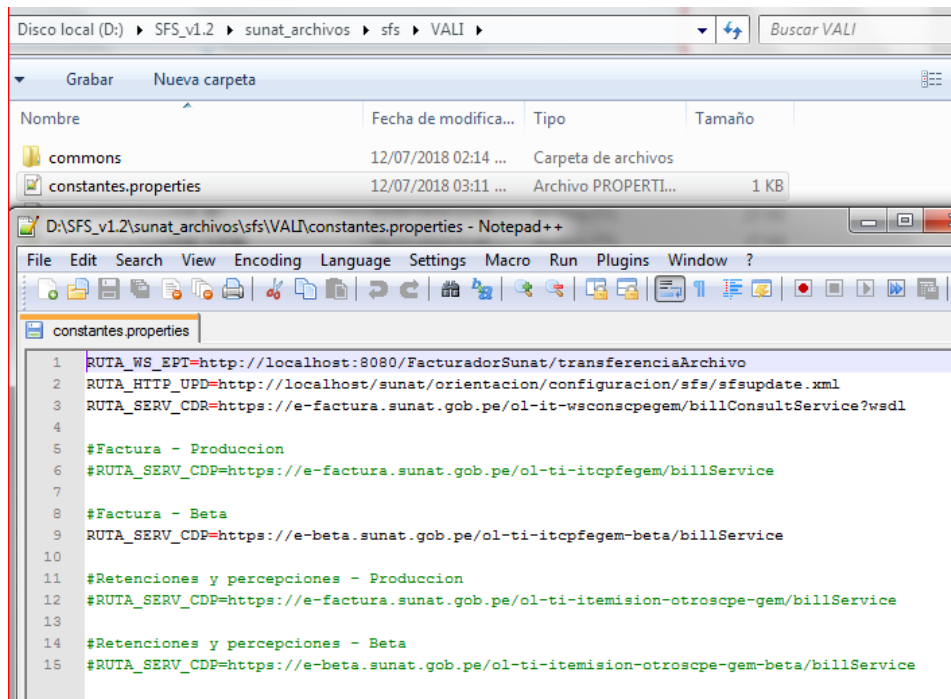 Disco local (D:) ▸ SFS_v1.2 ▸ sunat_archivos ▸ sfs ▸ VALI ▸ Buscar VALI
Grabar Nueva carpeta
Nombre Fecha de modifica... Tipo Tamaño
commons 12/07/2018 02:14 ... Carpeta de archivos
constantes.properties 12/07/2018 03:11 ... Archivo PROPERTI... 1 KB
D:\SFS_v1.2\sunat_archivos\sfs\VALI\constantes.properties - Notepad++
File Edit Search View Encoding Language Settings Macro Run Plugins Window ?
constantes.properties
1 RUTA_WS_EPT=http://localhost:8080/FacturadorSunat/transferenciaArchivo
2 RUTA_HTTP_UPD=http://localhost/sunat/orientacion/configuracion/sfs/sfsupdate.xml
3 RUTA_SERV_CDR=https://e-factura.sunat.gob.pe/ol-it-wsconscpegem/billConsultService?wsdl
4
5 #Factura - Produccion
6 #RUTA_SERV_CDP=https://e-factura.sunat.gob.pe/ol-ti-itcpfegem/billService
7
8 #Factura - Beta
9 RUTA_SERV_CDP=https://e-beta.sunat.gob.pe/ol-ti-itcpfegem-beta/billService
10
11 #Retenciones y percepciones - Produccion
12 #RUTA_SERV_CDP=https://e-factura.sunat.gob.pe/ol-ti-itemision-otroscpe-gem/billService
13
14 #Retenciones y percepciones - Beta
15 #RUTA_SERV_CDP=https://e-beta.sunat.gob.pe/ol-ti-itemision-otroscpe-gem-beta/billService